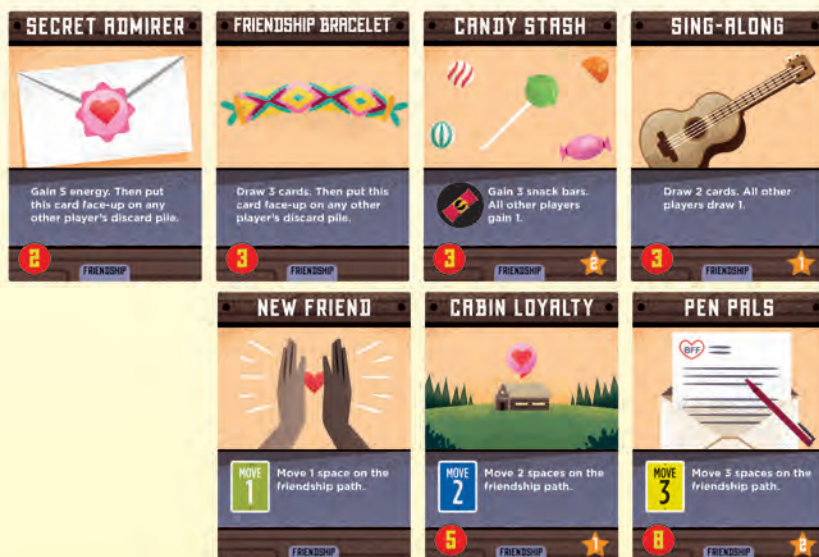 SECRET ADMIRER
Gain 5 energy. Then put
this card face-up on any
other player's discard pile.
2
FRIENDSHIP
FRIENDSHIP BRACELET
Draw 3 cards. Then put this
card face-up on any other
player's discard pile.
3
FRIENDSHIP
CANDY STASH
Gain 3 snack bars.
All other players
gain 1.
3
FRIENDSHIP
2
SING-ALONG
Draw 2 cards. All other
players draw 1.
3
FRIENDSHIP
1
NEW FRIEND
MOVE
1
Move 1 space on the
friendship path.
FRIENDSHIP
CABIN LOYALTY
MOVE
2
Move 2 spaces on the
friendship path.
5
FRIENDSHIP
1
PEN PALS
BFF
MOVE
3
Move 3 spaces on the
friendship path.
8
FRIENDSHIP
2